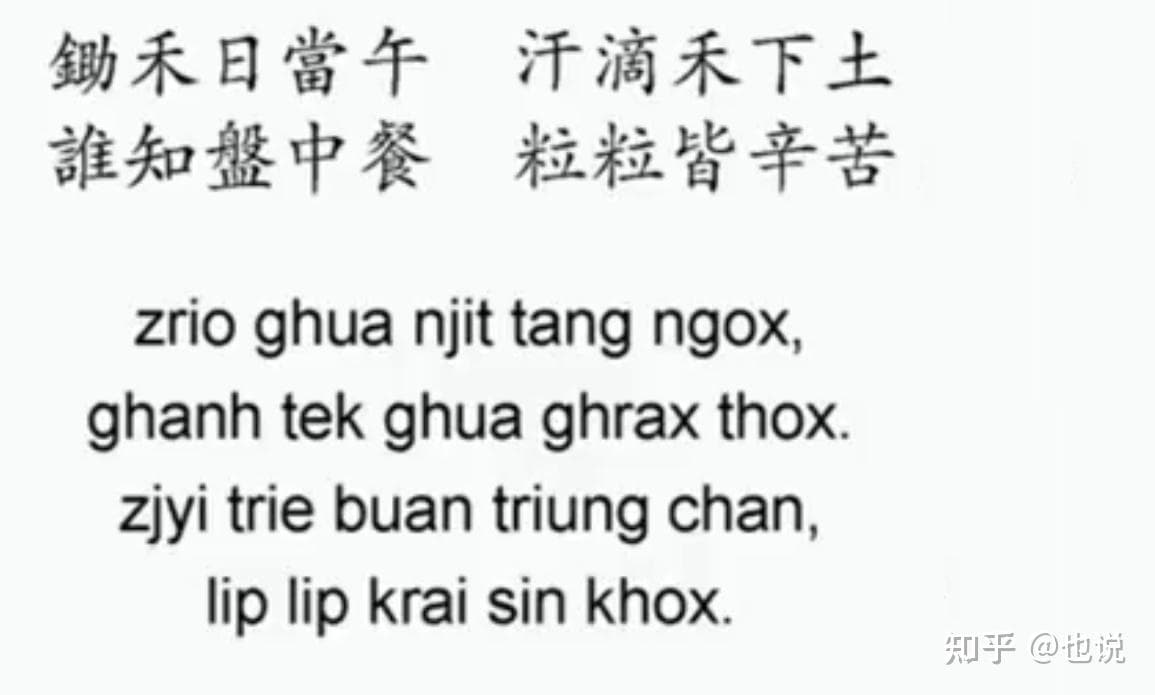 鋤禾日當午 汗滴禾下土
誰知盤中餐 粒粒皆辛苦
zrio ghua njit tang ngox,
ghanh tek ghua ghrax thox.
zjyi trie buan triung chan,
lip lip krai sin khox.
知乎 @也说